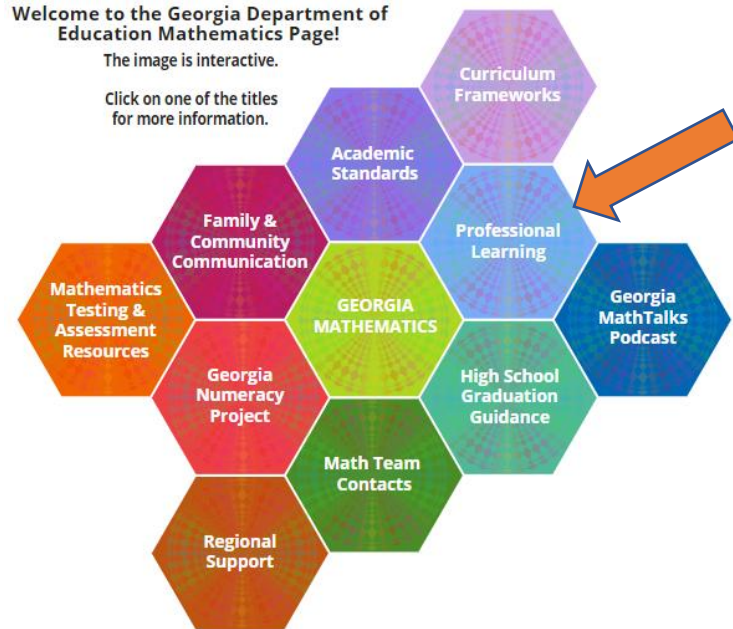 Welcome to the Georgia Department of
Education Mathematics Page!
The image is interactive.
Click on one of the titles
for more information.
Curriculum
Frameworks
Academic
Standards
Family &
Community
Communication
Professional
Learning
Mathematics
Testing &
Assessment
Resources
GEORGIA
MATHEMATICS
Georgia
MathTalks
Podcast
Georgia
Numeracy
Project
High School
Graduation
Guidance
Math Team
Contacts
Regional
Support